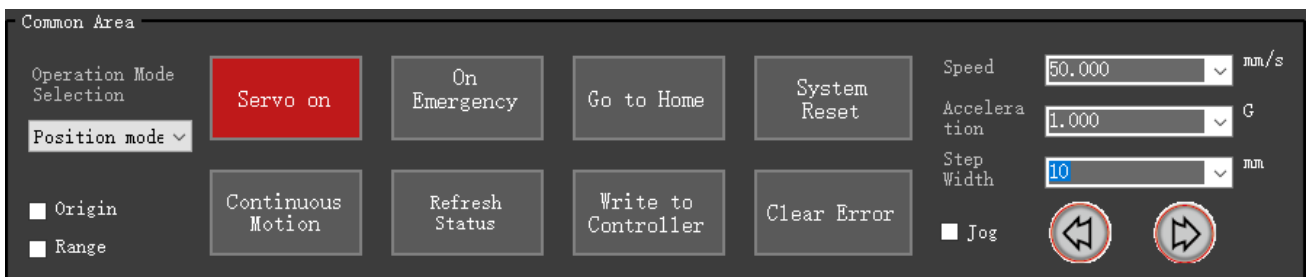 Common Area
Operation Mode
Selection
Position mode
Origin
Range
Servo on
On
Emergency
Go to Home
System
Reset
Continuous
Motion
Refresh
Status
Write to
Controller
Clear Error
Speed
50.000
mm/s
Accelera
tion
1.000
G
Step
Width
10
mm
Jog